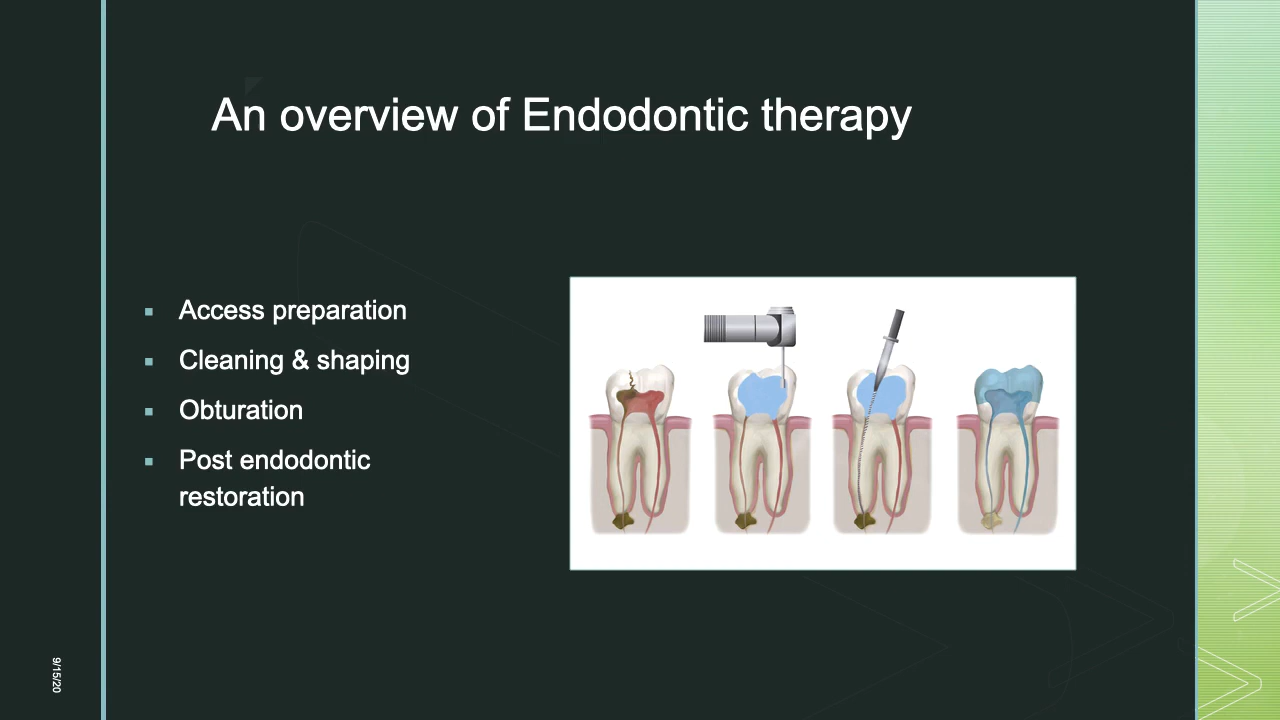 An overview of Endodontic therapy
▪ Access preparation
▪ Cleaning & shaping
▪ Obturation
▪ Post endodontic
restoration
9/15/20